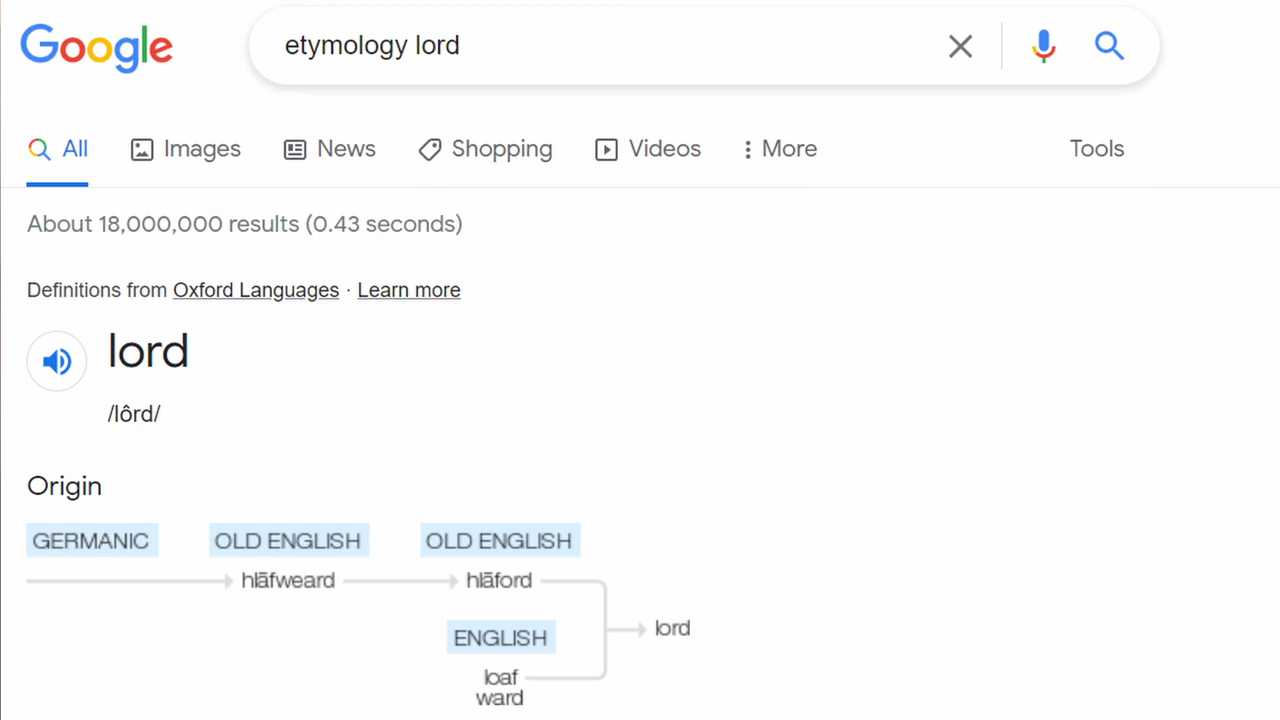 Google
etymology lord
All Images News Shopping Videos More Tools
About 18,000,000 results (0.43 seconds)
Definitions from Oxford Languages · Learn more
lord
/lôrd/
Origin
GERMANIC OLD ENGLISH OLD ENGLISH
hlāfweard hlāford
lord
ENGLISH
loaf
ward